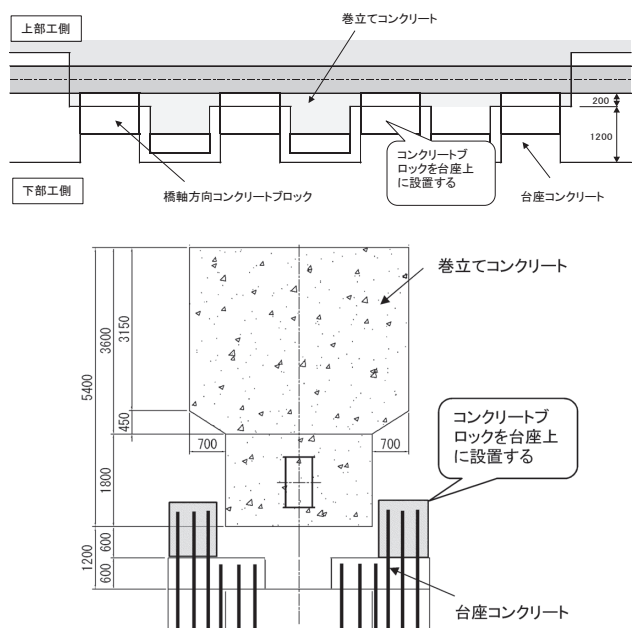 上部工側
巻立てコンクリート
200
1200
コンクリートブ
ロックを台座上
に設置する
下部工側
橋軸方向コンクリートブロック
台座コンクリート
巻立てコンクリート
5400
3600
3150
450
700
700
コンクリートブ
ロックを台座上
に設置する
1800
1200
600
600
台座コンクリート